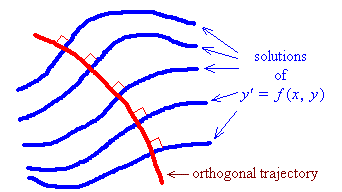 solutions
of
y' = f(x, y)
orthogonal trajectory